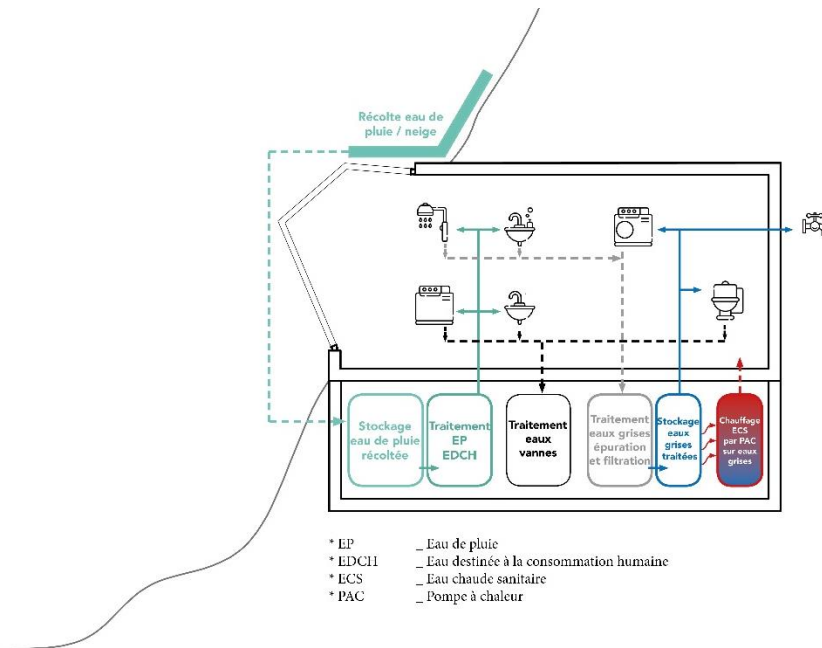 Récolte eau de
pluie / neige
Stockage
eau de pluie
récoltée
Traitement
EP
EDCH
Traitement
eaux
vannes
Traitement
eaux grises
épuration
et filtration
Stockage
eaux
grises
traitées
Chauffage
ECS
par PAC
sur eaux
grises
* EP _ Eau de pluie
* EDCH _ Eau destinée à la consommation humaine
* ECS _ Eau chaude sanitaire
* PAC _ Pompe à chaleur